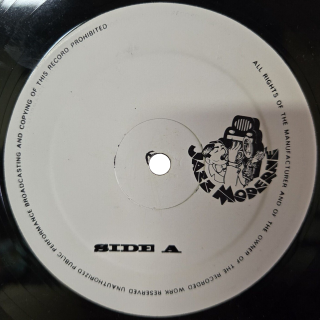 ALL RIGHTS OF THE MANUFACTURER AND OF THE OWNER OF THE RECORDED WORK RESERVED UNAUTHORIZED PUBLIC PERFORMANCE BROADCASTING AND COPYING OF THIS RECORD PROHIBITED
MODERNE
SIDE A